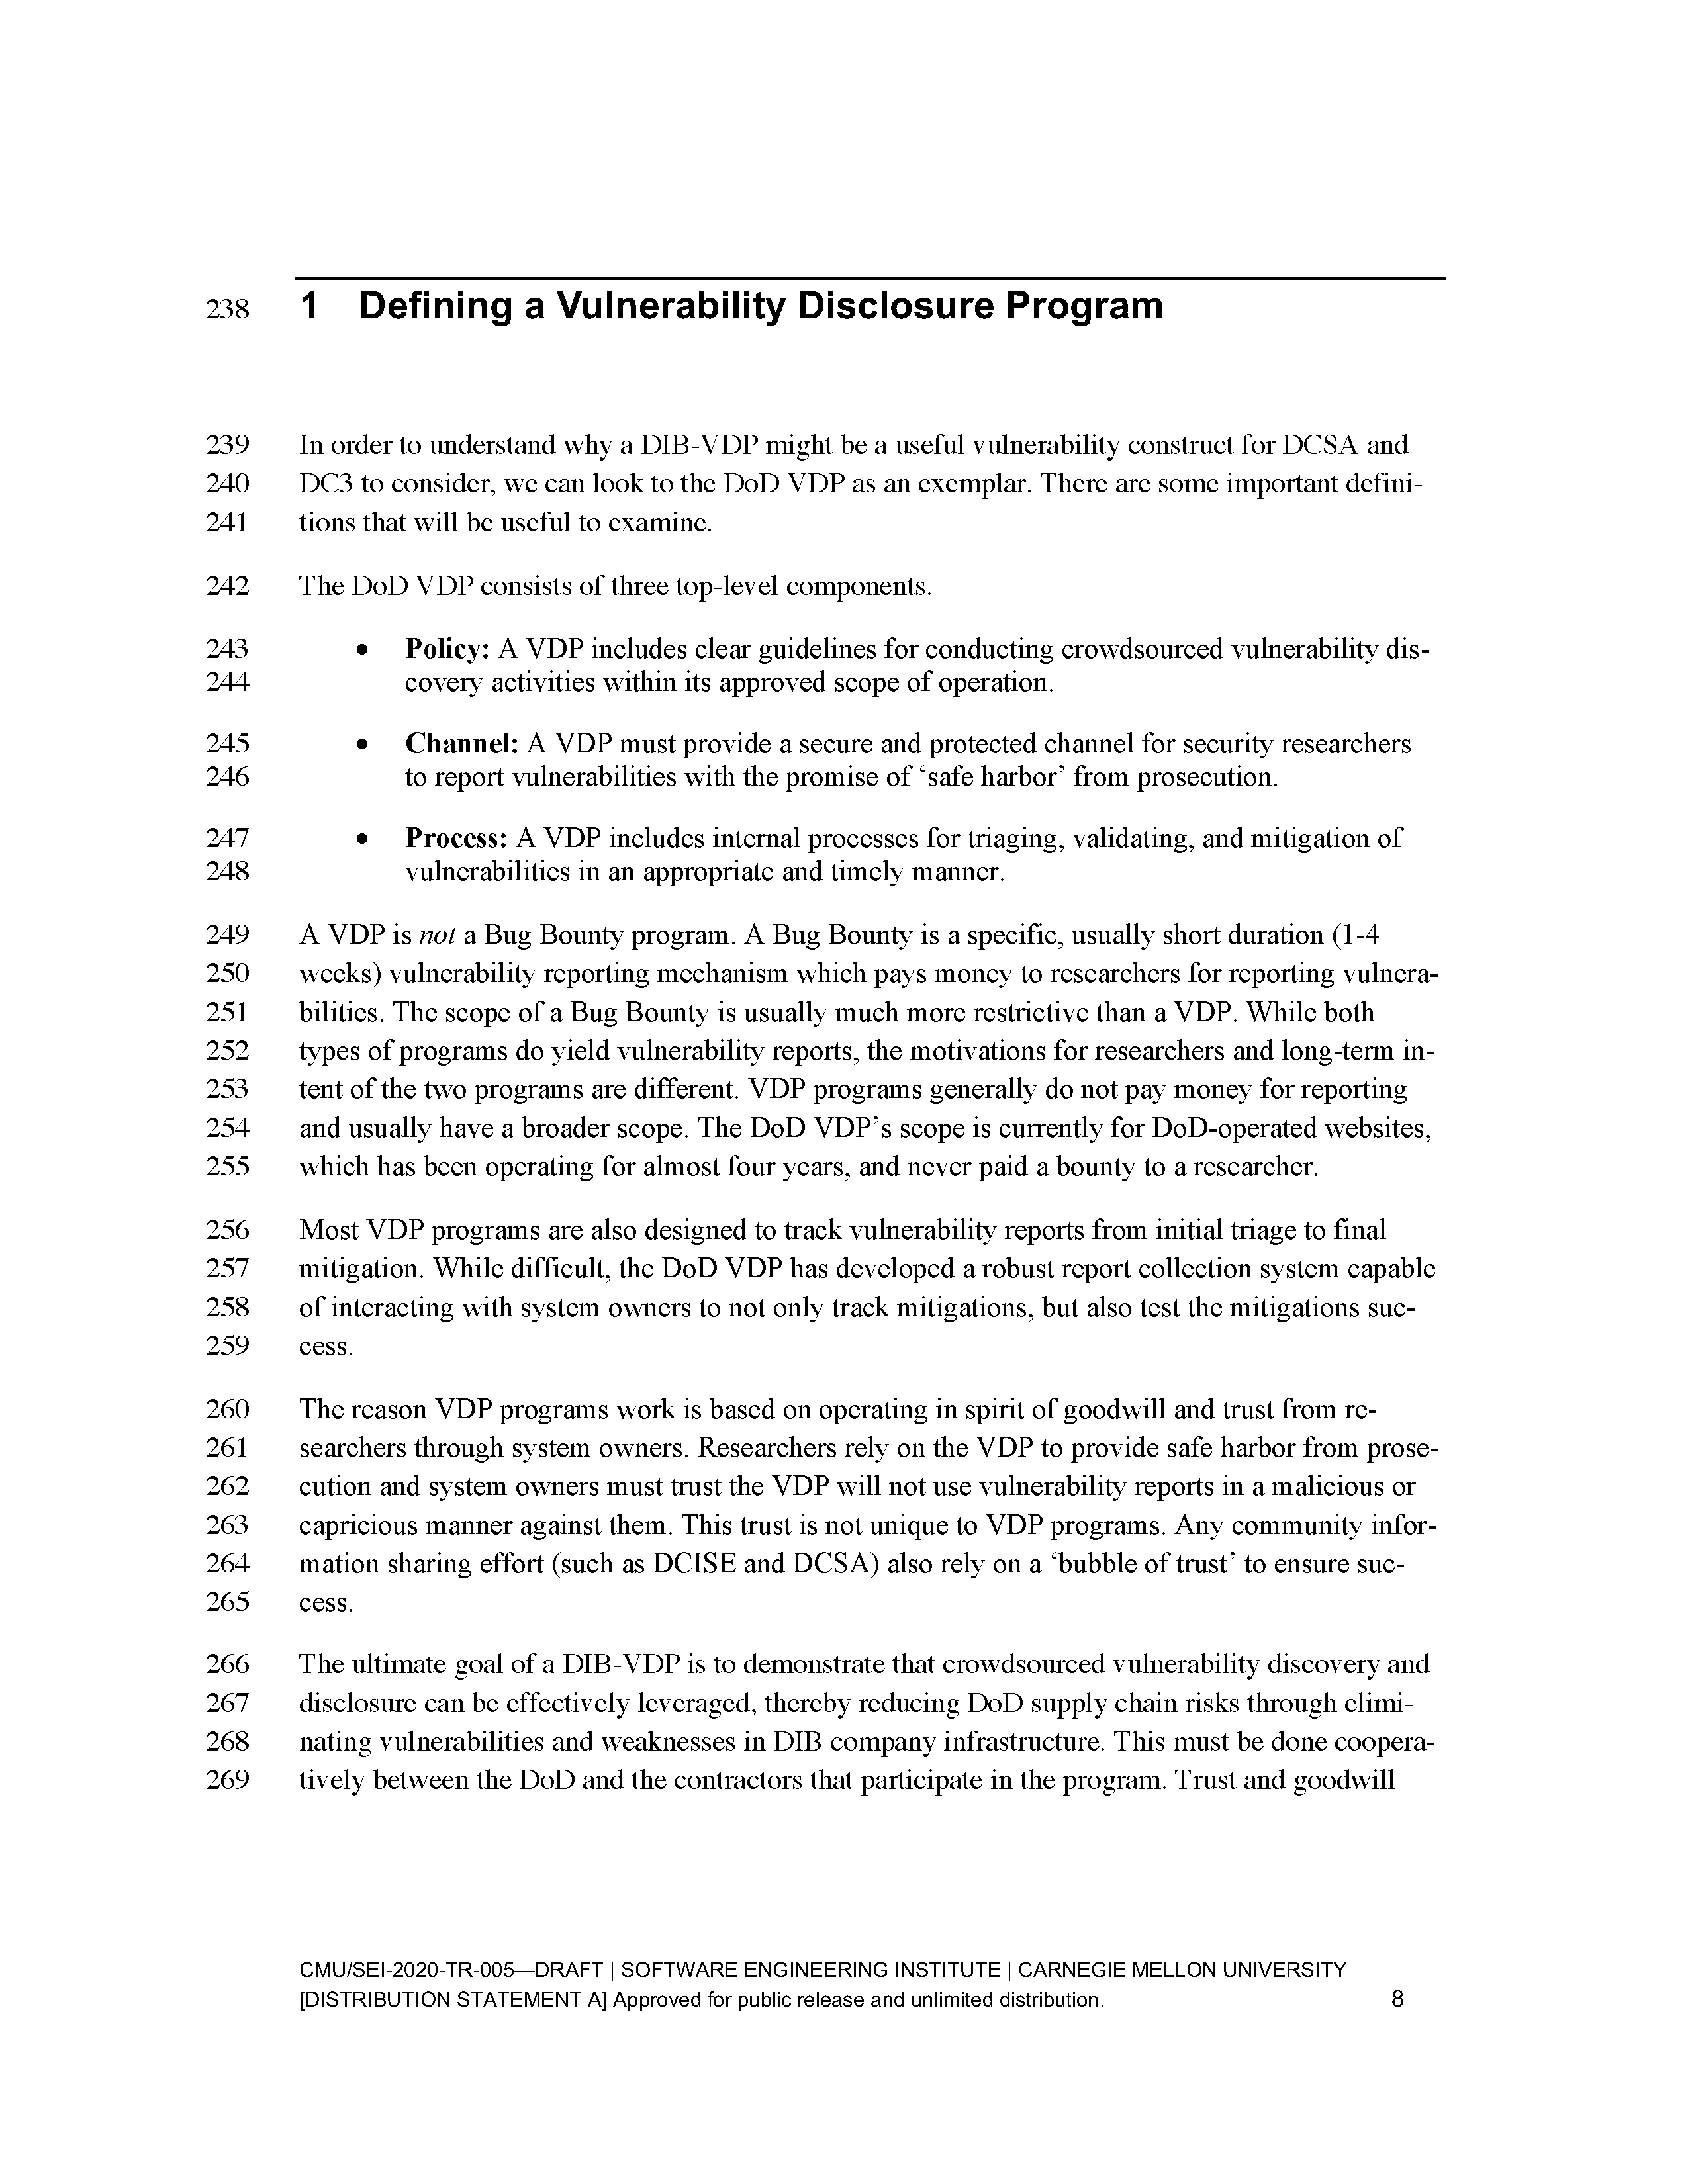 238 1 Defining a Vulnerability Disclosure Program
239 In order to understand why a DIB-VDP might be a useful vulnerability construct for DCSA and
240 DC3 to consider, we can look to the DoD VDP as an exemplar. There are some important defini-
241 tions that will be useful to examine.
242 The DoD VDP consists of three top-level components.
243 • Policy: A VDP includes clear guidelines for conducting crowdsourced vulnerability dis-
244 covery activities within its approved scope of operation.
245 • Channel: A VDP must provide a secure and protected channel for security researchers
246 to report vulnerabilities with the promise of ‘safe harbor’ from prosecution.
247 • Process: A VDP includes internal processes for triaging, validating, and mitigation of
248 vulnerabilities in an appropriate and timely manner.
249 A VDP is not a Bug Bounty program. A Bug Bounty is a specific, usually short duration (1-4
250 weeks) vulnerability reporting mechanism which pays money to researchers for reporting vulnera-
251 bilities. The scope of a Bug Bounty is usually much more restrictive than a VDP. While both
252 types of programs do yield vulnerability reports, the motivations for researchers and long-term in-
253 tent of the two programs are different. VDP programs generally do not pay money for reporting
254 and usually have a broader scope. The DoD VDP’s scope is currently for DoD-operated websites,
255 which has been operating for almost four years, and never paid a bounty to a researcher.
256 Most VDP programs are also designed to track vulnerability reports from initial triage to final
257 mitigation. While difficult, the DoD VDP has developed a robust report collection system capable
258 of interacting with system owners to not only track mitigations, but also test the mitigations suc-
259 cess.
260 The reason VDP programs work is based on operating in spirit of goodwill and trust from re-
261 searchers through system owners. Researchers rely on the VDP to provide safe harbor from prose-
262 cution and system owners must trust the VDP will not use vulnerability reports in a malicious or
263 capricious manner against them. This trust is not unique to VDP programs. Any community infor-
264 mation sharing effort (such as DCISE and DCSA) also rely on a ‘bubble of trust’ to ensure suc-
265 cess.
266 The ultimate goal of a DIB-VDP is to demonstrate that crowdsourced vulnerability discovery and
267 disclosure can be effectively leveraged, thereby reducing DoD supply chain risks through elimi-
268 nating vulnerabilities and weaknesses in DIB company infrastructure. This must be done coopera-
269 tively between the DoD and the contractors that participate in the program. Trust and goodwill
CMU/SEI-2020-TR-005—DRAFT | SOFTWARE ENGINEERING INSTITUTE | CARNEGIE MELLON UNIVERSITY
[DISTRIBUTION STATEMENT A] Approved for public release and unlimited distribution. 8